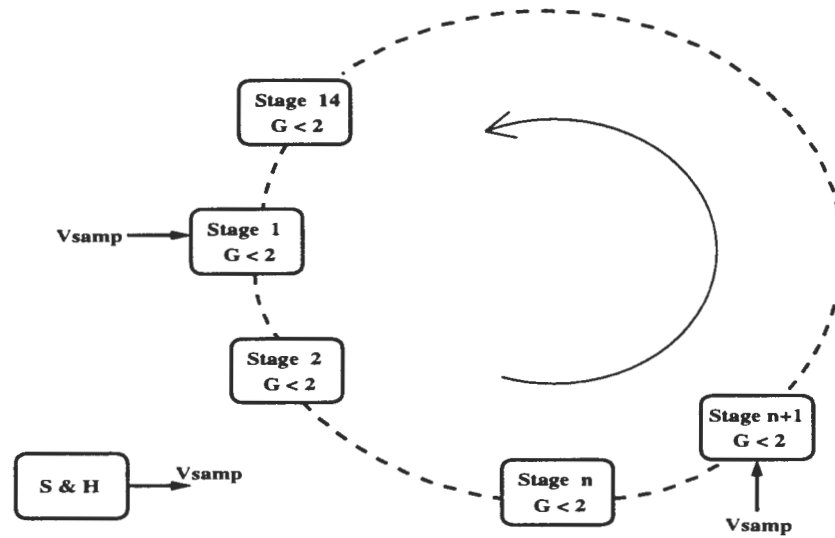 Stage 14
G < 2
Vsamp
Stage 1
G < 2
Stage 2
G < 2
Stage n+1
G < 2
S & H
Vsamp
Stage n
G < 2
Vsamp